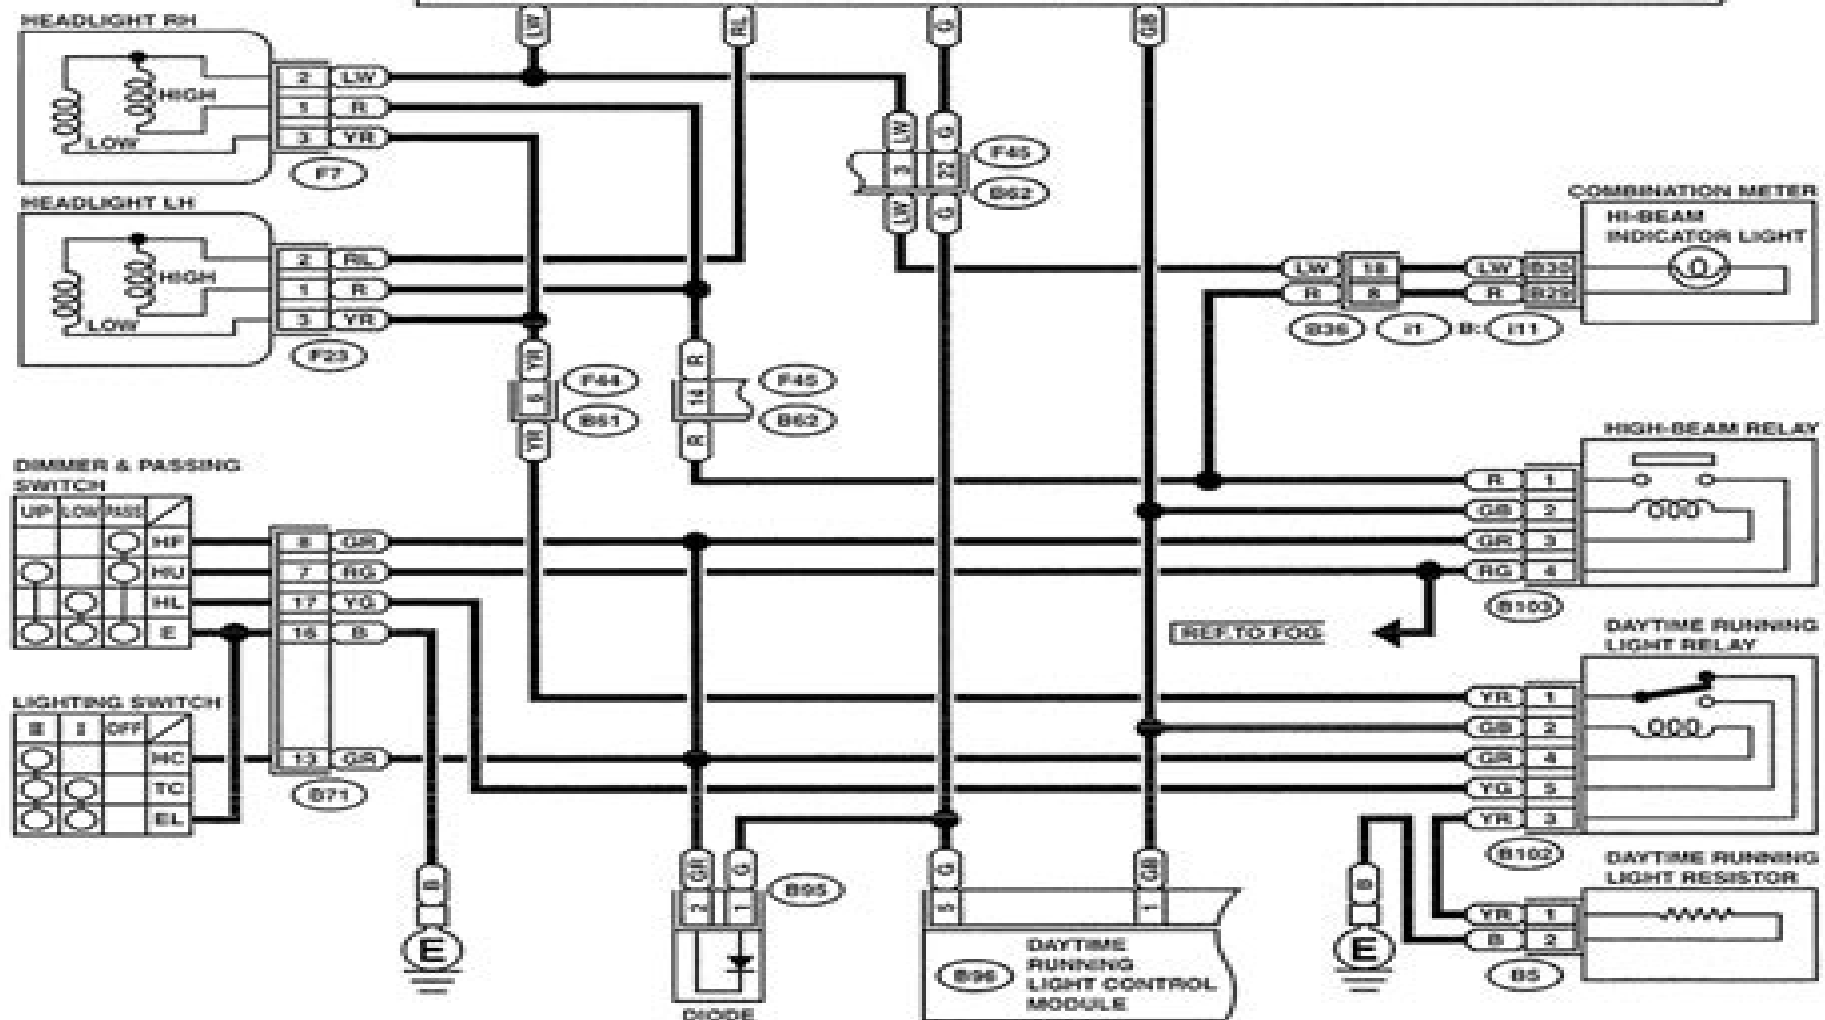 LW RL G GB
HEADLIGHT RH
HIGH
LOW
2 LW
1 R
3 YR
F7
LW G
3 22
LW G
F45
B62
HEADLIGHT LH
HIGH
LOW
2 RL
1 R
3 YR
F23
COMBINATION METER
HI-BEAM
INDICATOR LIGHT
LW 18 LW B30
R 8 R B29
B36 i1 B: i11
YR R
F44 14 F45
B61 B62
YR R
HIGH-BEAM RELAY
R 1
GB 2
GR 3
RG 4
B103
DIMMER & PASSING
SWITCH
UP LOW PASS
HF 8 GR
HU 7 RG
HL 17 YG
E 16 B
REF.TO FOG
LIGHTING SWITCH
OFF
HC 13 GR
TC
EL
B71
DAYTIME RUNNING
LIGHT RELAY
YR 1
GB 2
GR 4
YG 5
YR 3
B102
B
E
GR G
2 1
B95
DIODE
G GB
5 1
B96
DAYTIME
RUNNING
LIGHT CONTROL
MODULE
B
E
DAYTIME RUNNING
LIGHT RESISTOR
YR 1
B 2
B5